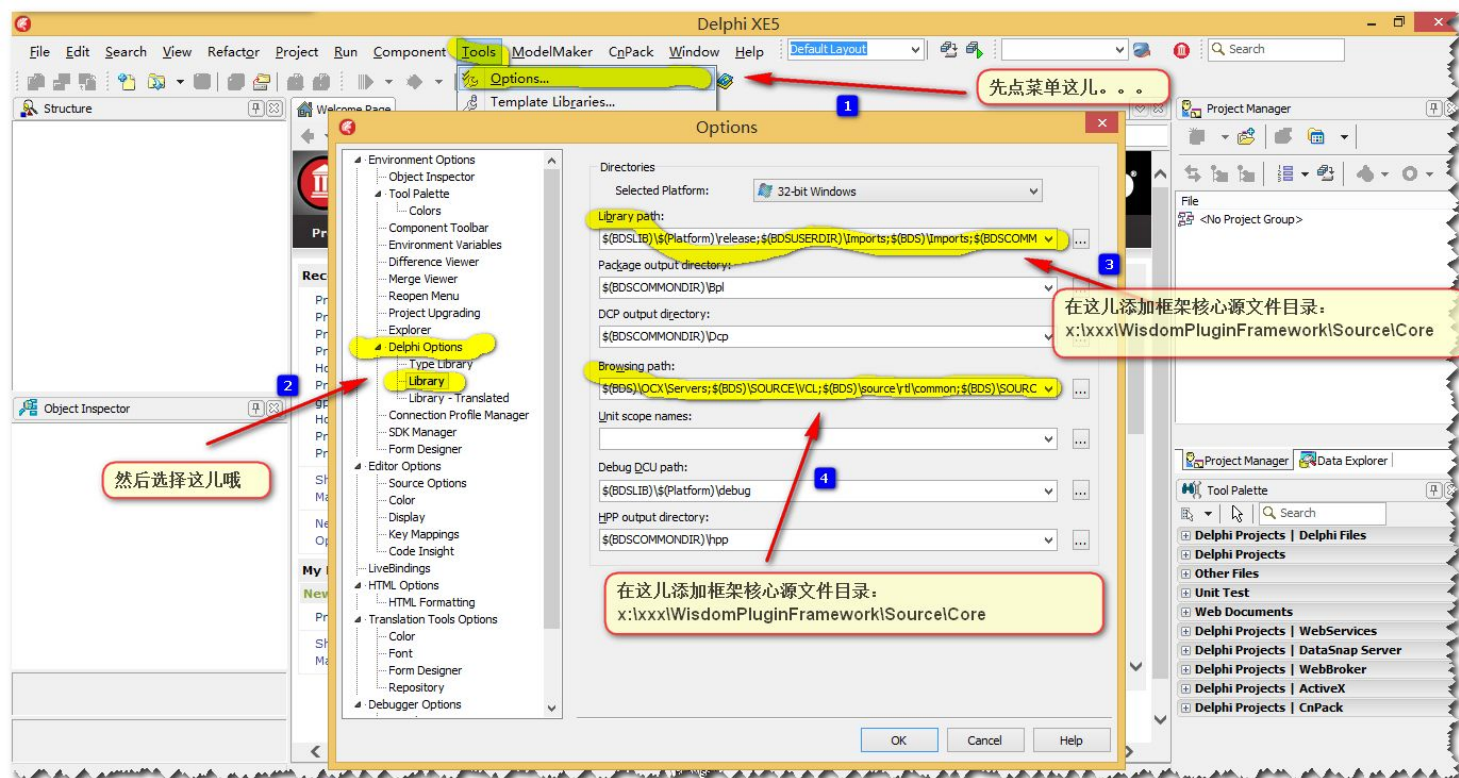 Delphi XE5
File Edit Search View Refactor Project Run Component Tools ModelMaker CnPack Window Help Default Layout Search
Options...
Template Libraries...
先点菜单这儿。。。
1
Structure
Welcome Page
Project Manager
Options
Environment Options
Object Inspector
Tool Palette
Colors
Component Toolbar
Environment Variables
Difference Viewer
Merge Viewer
Reopen Menu
Project Upgrading
Explorer
Delphi Options
Type Library
Library
Library - Translated
Connection Profile Manager
SDK Manager
Form Designer
Editor Options
Source Options
Color
Display
Key Mappings
Code Insight
LiveBindings
HTML Options
HTML Formatting
Translation Tools Options
Color
Font
Form Designer
Repository
Debugger Options
Directories
Selected Platform: 32-bit Windows
Library path:
$(BDSLIB)\$(Platform)\release;$(BDSUSERDIR)\Imports;$(BDS)\Imports;$(BDSCOMM
...
Package output directory:
$(BDSCOMMONDIR)\Bpl
DCP output directory:
$(BDSCOMMONDIR)\Dcp
Browsing path:
$(BDS)\OCX\Servers;$(BDS)\SOURCE\VCL;$(BDS)\source\rtl\common;$(BDS)\SOURC
...
Unit scope names:
...
Debug DCU path:
$(BDSLIB)\$(Platform)\debug
...
HPP output directory:
$(BDSCOMMONDIR)\hpp
...
OK Cancel Help
3
在这儿添加框架核心源文件目录：
x:\xxx\WisdomPluginFramework\Source\Core
2
然后选择这儿哦
4
在这儿添加框架核心源文件目录：
x:\xxx\WisdomPluginFramework\Source\Core
Object Inspector
Rec
My
New
File
<No Project Group>
Project Manager Data Explorer
Tool Palette
Search
Delphi Projects | Delphi Files
Delphi Projects
Other Files
Unit Test
Web Documents
Delphi Projects | WebServices
Delphi Projects | DataSnap Server
Delphi Projects | WebBroker
Delphi Projects | ActiveX
Delphi Projects | CnPack